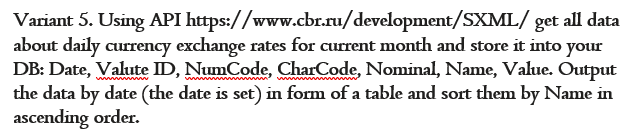 Variant 5. Using API https://www.cbr.ru/development/SXML/ get all data
about daily currency exchange rates for current month and store it into your
DB: Date, Valute ID, NumCode, CharCode, Nominal, Name, Value. Output
the data by date (the date is set) in form of a table and sort them by Name in
ascending order.